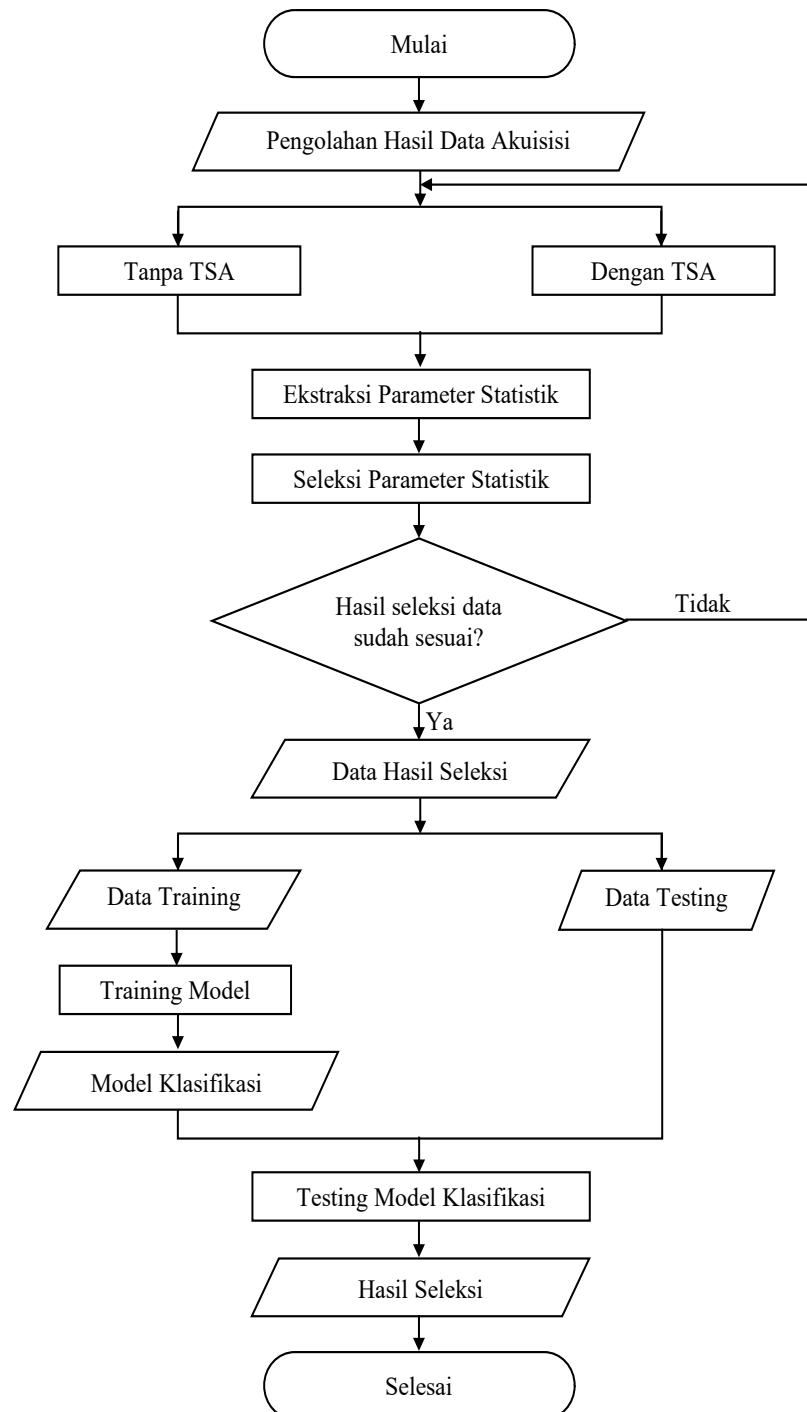 Mulai
Pengolahan Hasil Data Akuisisi
Tanpa TSA
Dengan TSA
Ekstraksi Parameter Statistik
Seleksi Parameter Statistik
Hasil seleksi data
sudah sesuai?
Tidak
Ya
Data Hasil Seleksi
Data Training
Data Testing
Training Model
Model Klasifikasi
Testing Model Klasifikasi
Hasil Seleksi
Selesai